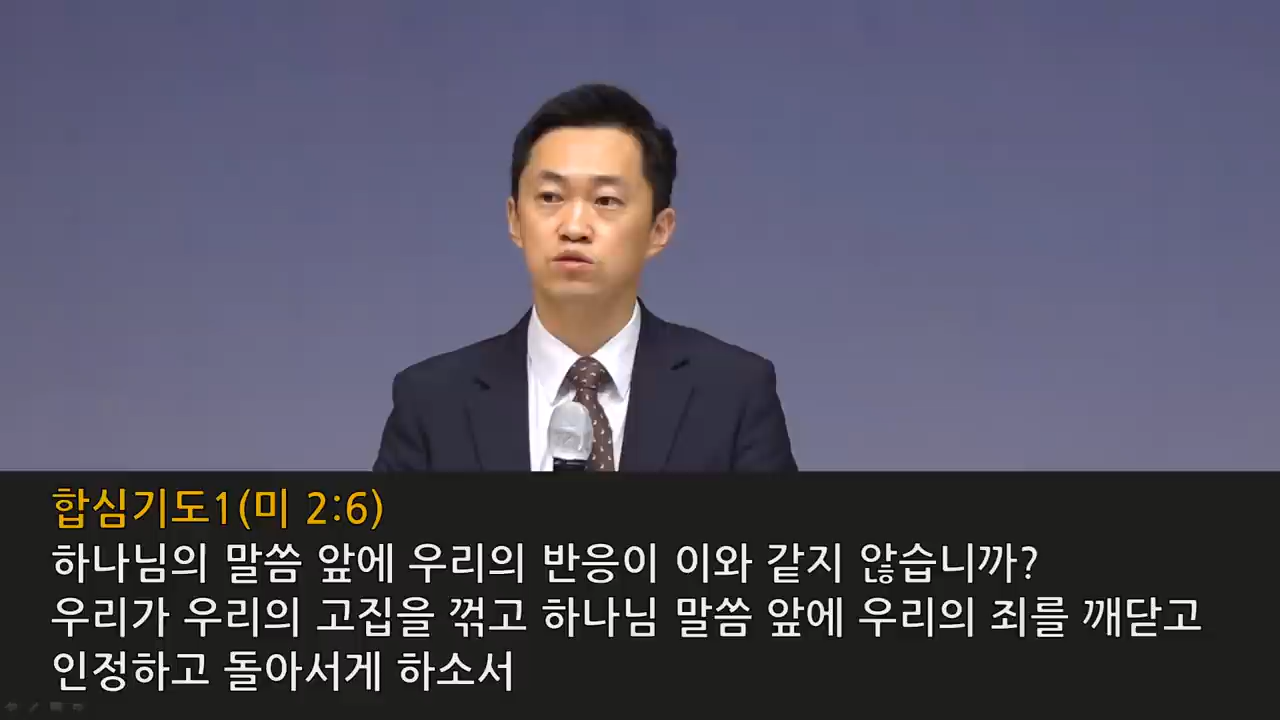 합심기도1(미 2:6)
하나님의 말씀 앞에 우리의 반응이 이와 같지 않습니까?
우리가 우리의 고집을 꺾고 하나님 말씀 앞에 우리의 죄를 깨닫고
인정하고 돌아서게 하소서